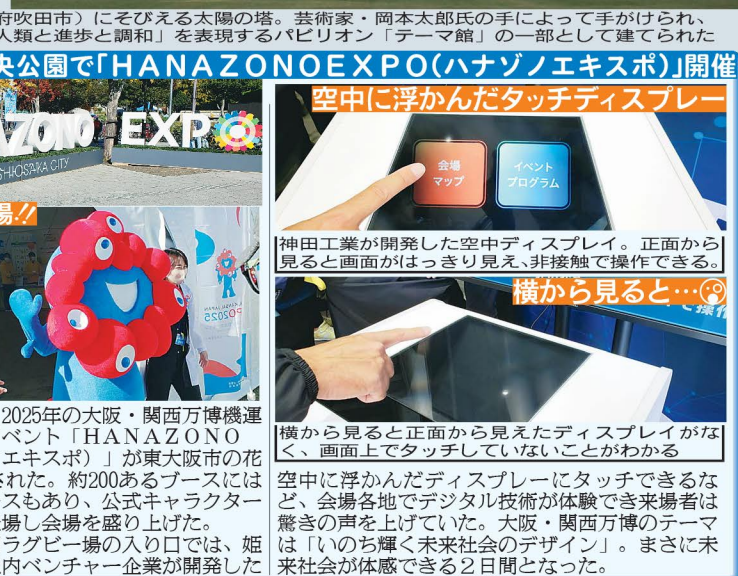 府吹田市）にそびえる太陽の塔。芸術家・岡本太郎氏の手によって手がけられ、
人類と進歩と調和」を表現するパビリオン「テーマ館」の一部として建てられた
央公園で「ＨＡＮＡＺＯＮＯＥＸＰＯ（ハナゾノエキスポ）」開催
AZONO EXPO
SHIOSAKA CITY
場!!
EXPO2025
2025年の大阪・関西万博機運
ベント「ＨＡＮＡＺＯＮＯ
エキスポ）」が東大阪市の花
された。約200あるブースには
スもあり、公式キャラクター
場し会場を盛り上げた。
ラグビー場の入り口では、姫
内ベンチャー企業が開発した
空中に浮かんだタッチディスプレー
会場
マップ
イベント
プログラム
神田工業が開発した空中ディスプレイ。正面から
見ると画面がはっきり見え、非接触で操作できる。
横から見ると…
で操作
横から見ると正面から見えたディスプレイがな
く、画面上でタッチしていないことがわかる
空中に浮かんだディスプレーにタッチできるな
ど、会場各地でデジタル技術が体験でき来場者は
驚きの声を上げていた。大阪・関西万博のテーマ
は「いのち輝く未来社会のデザイン」。まさに未
来社会が体感できる２日間となった。